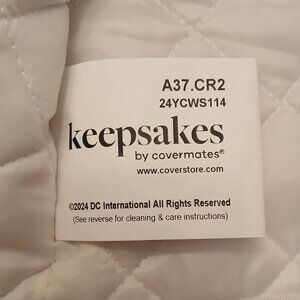 A37.CR2
24YCWS114
keepsakes
by covermates®
www.coverstore.com
©2024 DC International All Rights Reserved
(See reverse for cleaning & care instructions)